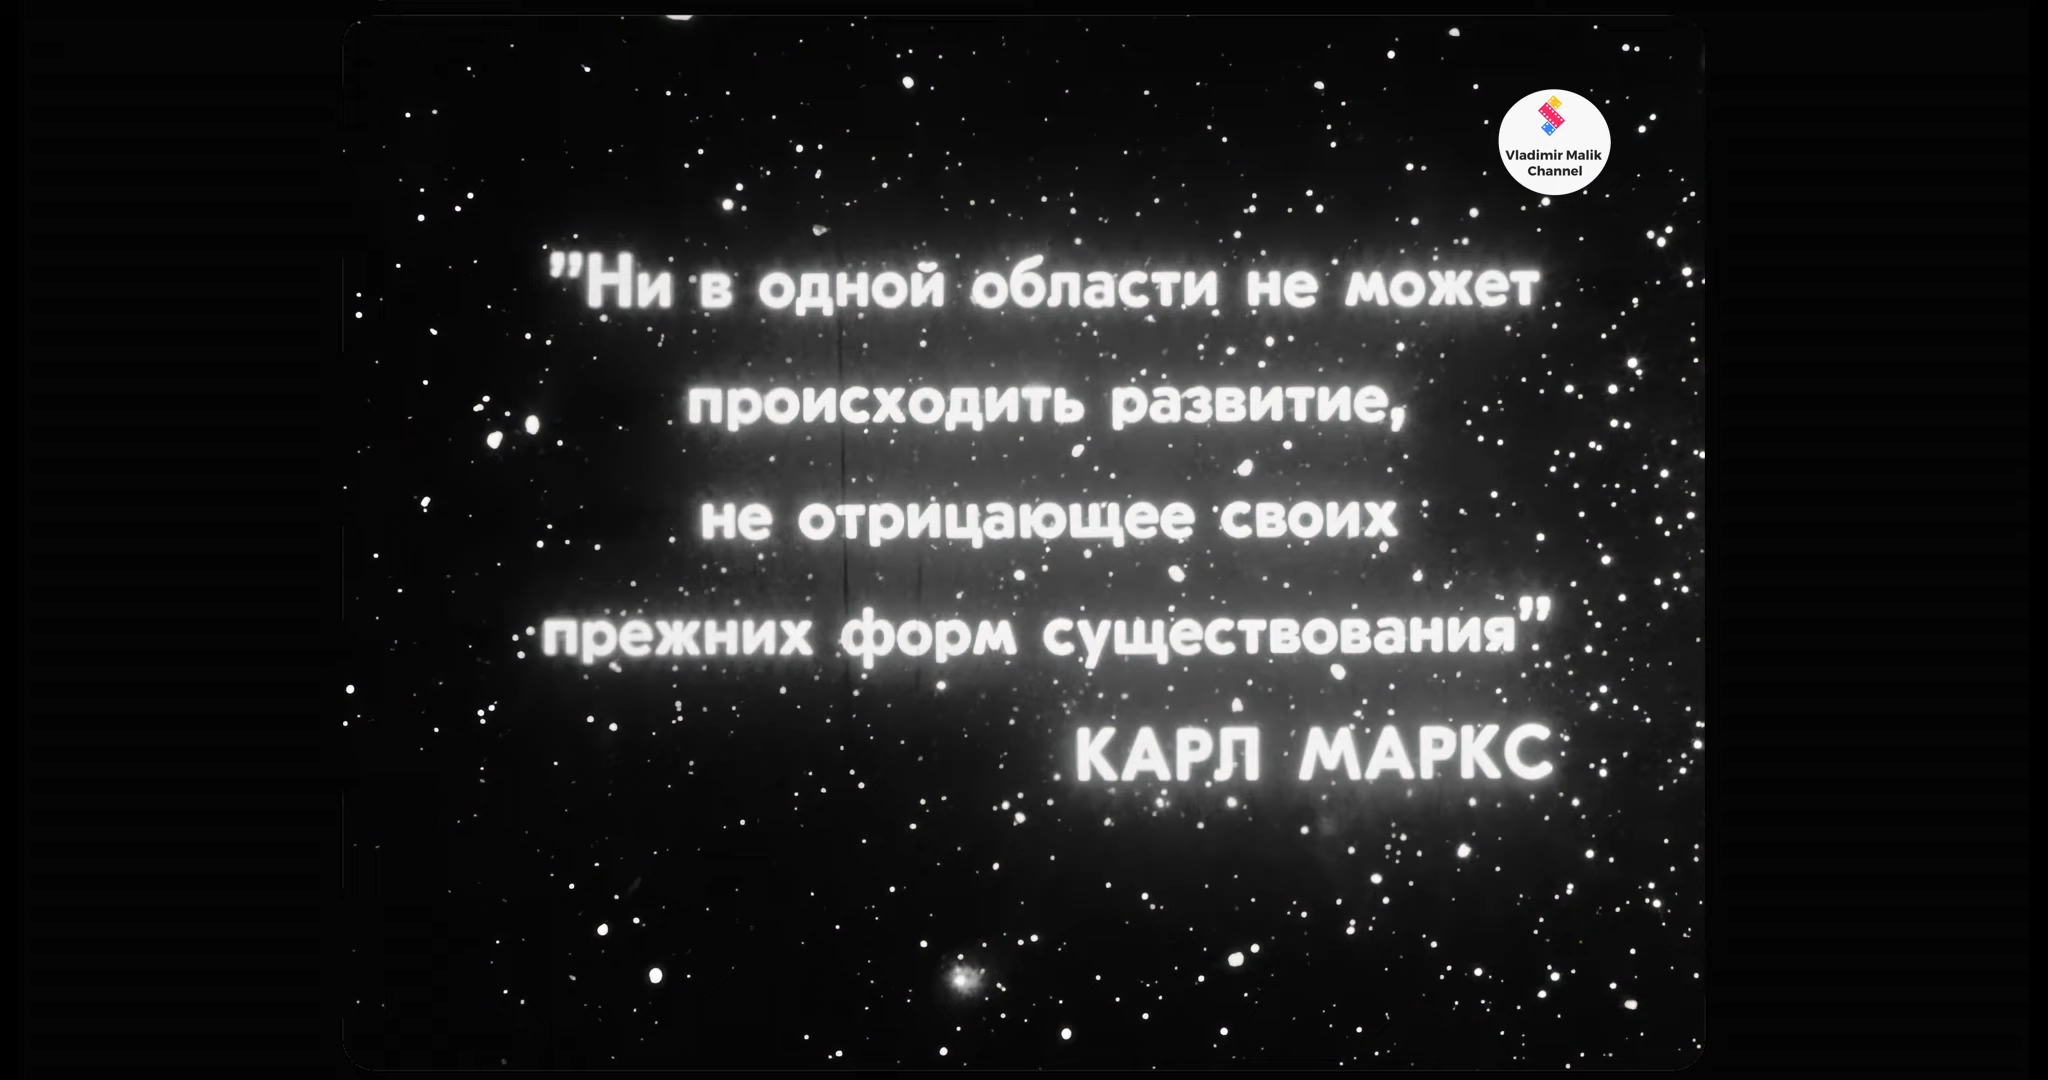 Vladimir Malik
Channel
"Ни в одной области не может
происходить развитие,
не отрицающее своих
прежних форм существования"
КАРЛ МАРКС